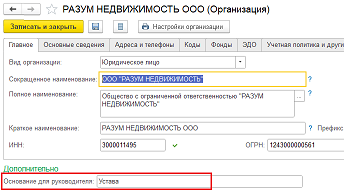 РАЗУМ НЕДВИЖИМОСТЬ ООО (Организация)
Записать и закрыть
Настройки организации
Главное Основные сведения Адреса и телефоны Коды Фонды ЭДО Учетная политика и други
Вид организации: Юридическое лицо
Сокращенное наименование: ООО "РАЗУМ НЕДВИЖИМОСТЬ" ?
Полное наименование: Общество с ограниченной ответственностью "РАЗУМ ... ?
НЕДВИЖИМОСТЬ"
Краткое наименование: РАЗУМ НЕДВИЖИМОСТЬ ООО ? Префикс
ИНН: 3000011495 ОГРН: 1243000000561
Дополнительно
Основание для руководителя: Устава